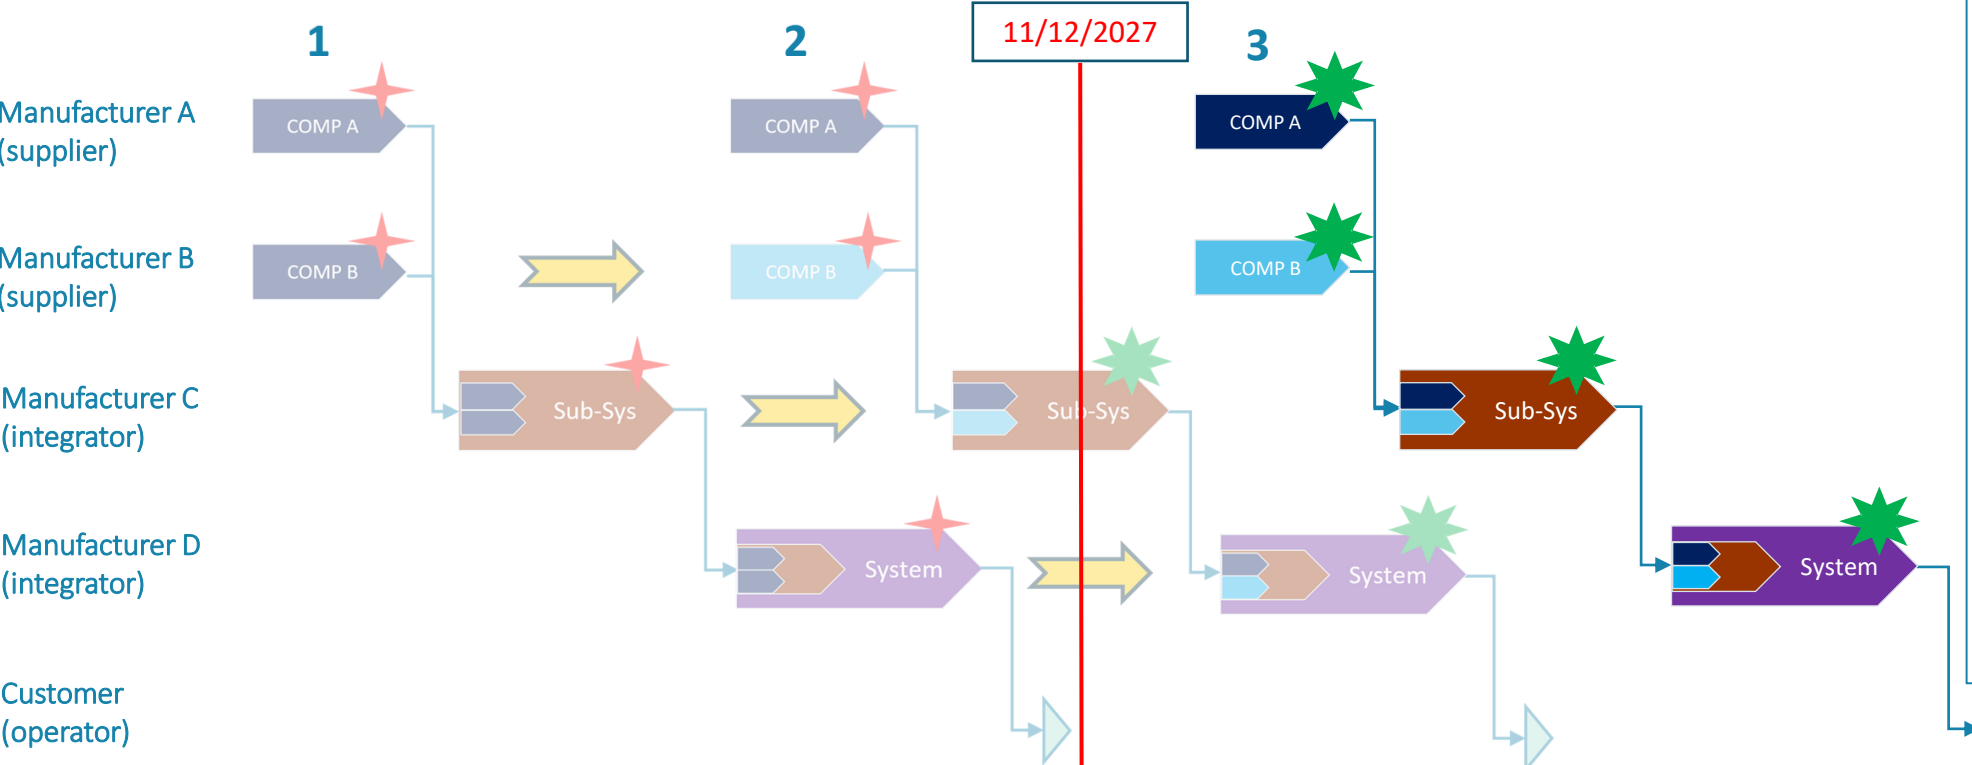 1
2
11/12/2027
3
Manufacturer A
(supplier)
COMP A
COMP A
COMP A
Manufacturer B
(supplier)
COMP B
COMP B
COMP B
Manufacturer C
(integrator)
Sub-Sys
Sub-Sys
Sub-Sys
Manufacturer D
(integrator)
System
System
System
Customer
(operator)